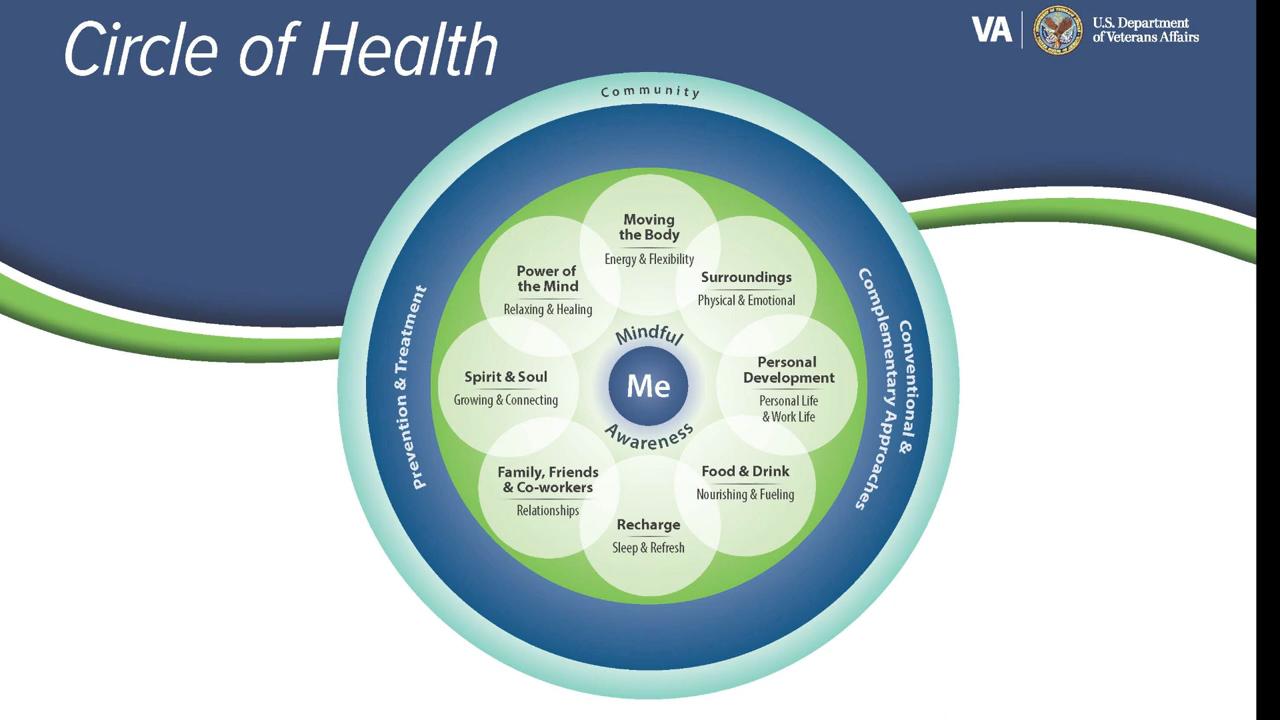 Circle of Health
VA
U.S. Department
of Veterans Affairs
Community
Moving
the Body
Energy & Flexibility
Surroundings
Physical & Emotional
Personal
Development
Personal Life
& Work Life
Food & Drink
Nourishing & Fueling
Recharge
Sleep & Refresh
Family, Friends
& Co-workers
Relationships
Spirit & Soul
Growing & Connecting
Power of
the Mind
Relaxing & Healing
Mindful
Me
Awareness
Prevention & Treatment
Conventional &
Complementary Approaches